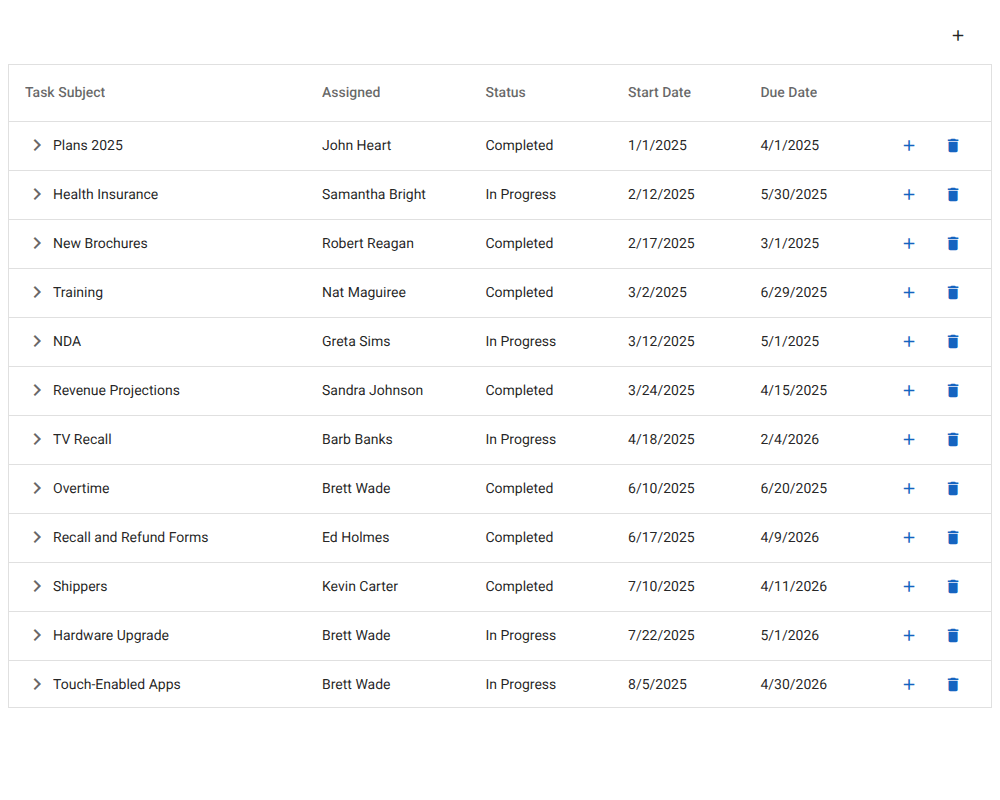 Task Subject Assigned Status Start Date Due Date
Plans 2025 John Heart Completed 1/1/2025 4/1/2025
Health Insurance Samantha Bright In Progress 2/12/2025 5/30/2025
New Brochures Robert Reagan Completed 2/17/2025 3/1/2025
Training Nat Maguiree Completed 3/2/2025 6/29/2025
NDA Greta Sims In Progress 3/12/2025 5/1/2025
Revenue Projections Sandra Johnson Completed 3/24/2025 4/15/2025
TV Recall Barb Banks In Progress 4/18/2025 2/4/2026
Overtime Brett Wade Completed 6/10/2025 6/20/2025
Recall and Refund Forms Ed Holmes Completed 6/17/2025 4/9/2026
Shippers Kevin Carter Completed 7/10/2025 4/11/2026
Hardware Upgrade Brett Wade In Progress 7/22/2025 5/1/2026
Touch-Enabled Apps Brett Wade In Progress 8/5/2025 4/30/2026